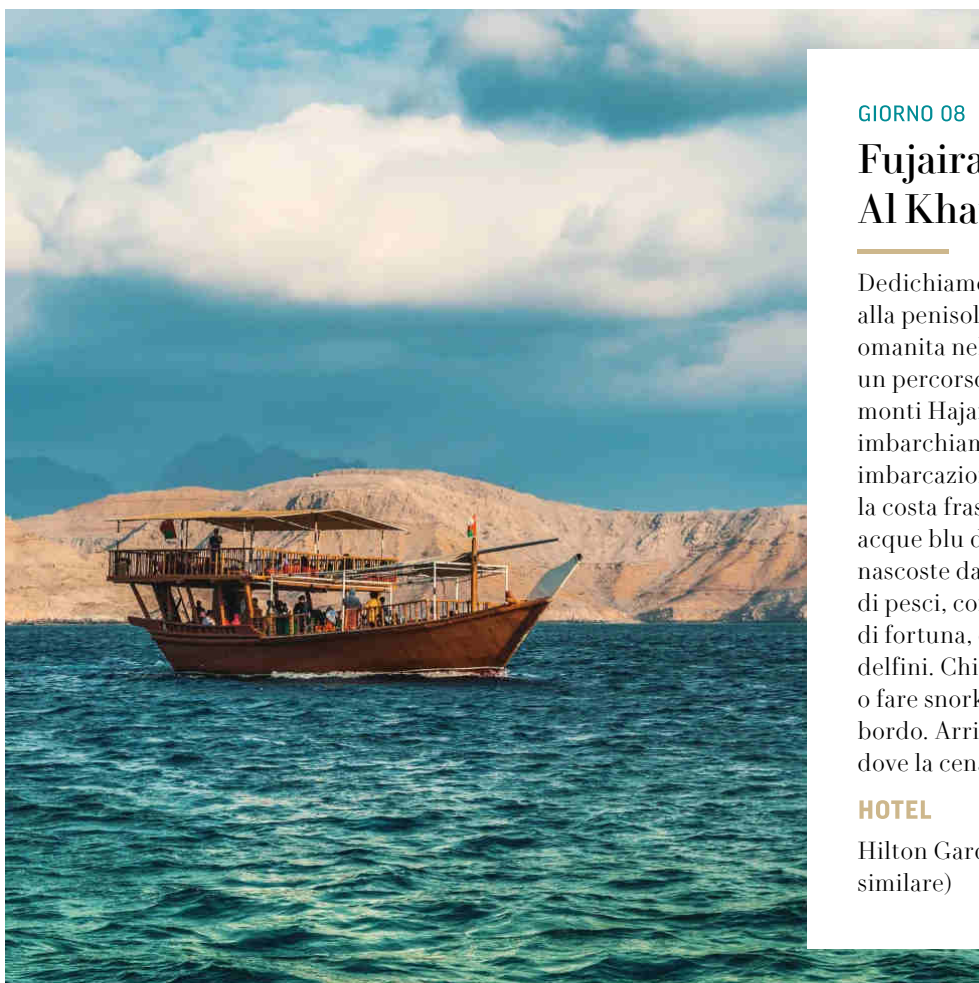 GIORNO 08
Fujaira
Al Kha
Dedichiamo
alla penisol
omanita ne
un percorso
monti Haja
imbarchian
imbarcazio
la costa fras
acque blu d
nascoste da
di pesci, co
di fortuna,
delfini. Chi
o fare snork
bordo. Arri
dove la cen
HOTEL
Hilton Gard
similare)